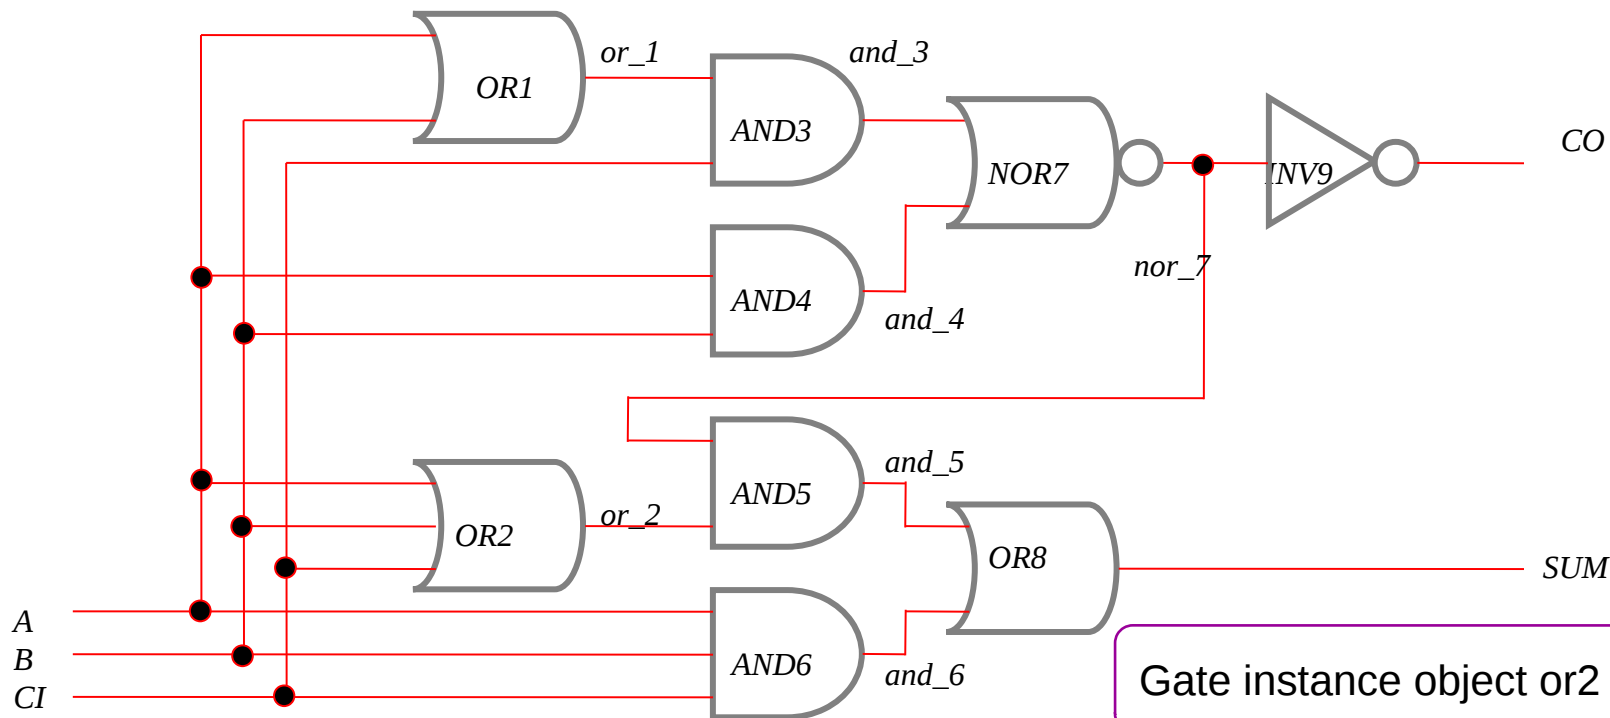 or_1
OR1
and_3
AND3
NOR7
INV9
CO
nor_7
AND4
and_4
and_5
AND5
or_2
OR2
OR8
SUM
A
B
CI
AND6
and_6
Gate instance object or2